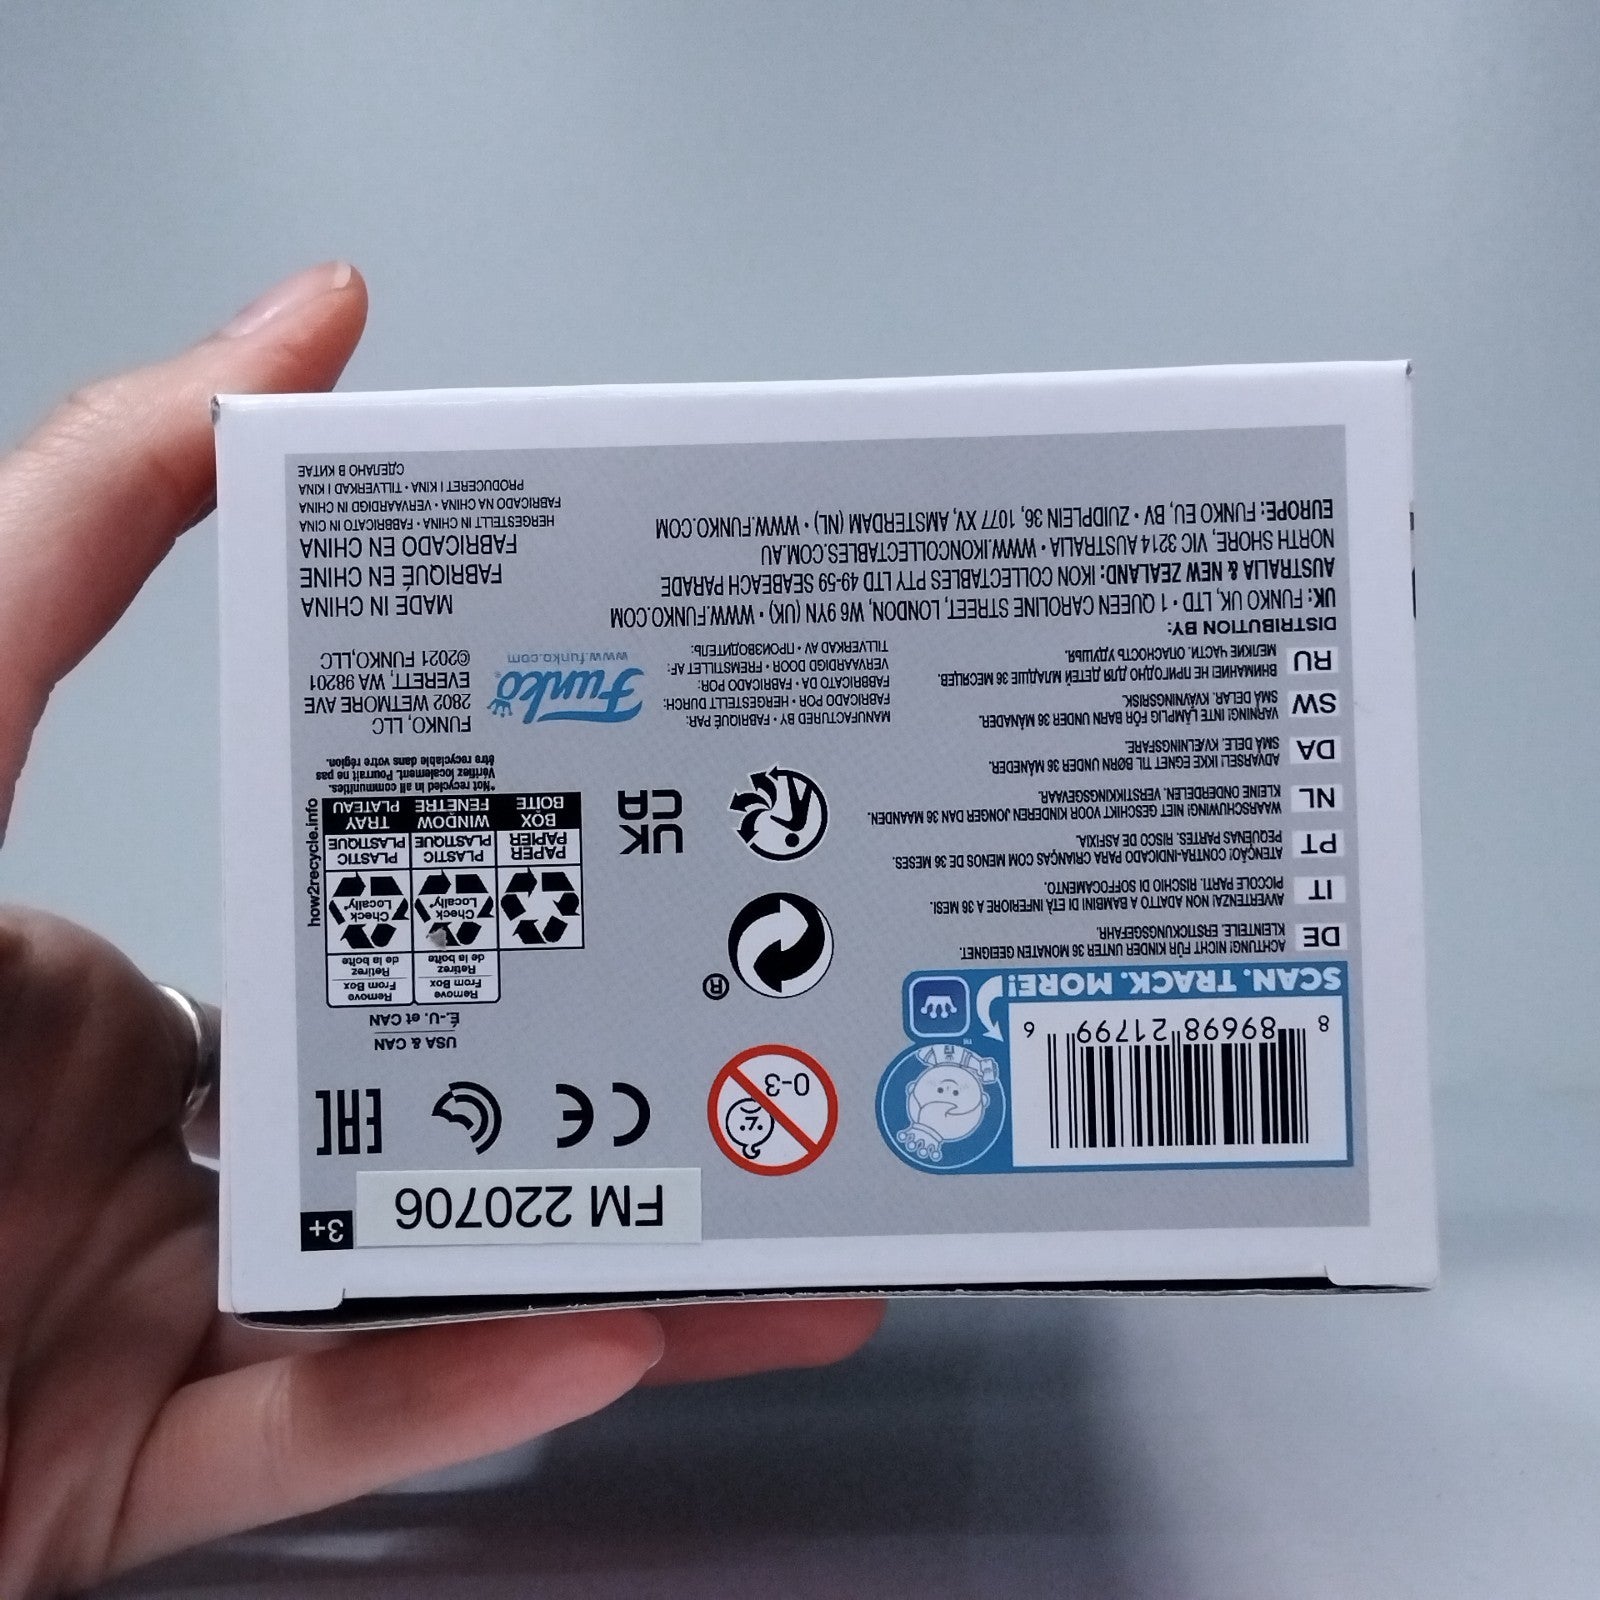 FM 220706
3+
8 89698 21799 6
SCAN. TRACK. MORE!
0-3
CE
EAC
USA & CAN
É.-U. et CAN
Remove From Box
Retirez de la boîte
Remove From Box
Retirez de la boîte
Check Locally*
Check Locally*
PAPER
PAPIER
BOX
BOÎTE
PLASTIC
PLASTIQUE
WINDOW
FENÊTRE
PLASTIC
PLASTIQUE
TRAY
PLATEAU
how2recycle.info
*Not recycled in all communities.
Vérifiez localement. Pourrait ne pas
être recyclable dans votre région.
®
UK
CA
DE
ACHTUNG! NICHT FÜR KINDER UNTER 36 MONATEN GEEIGNET.
KLEINTEILE. ERSTICKUNGSGEFAHR.
IT
AVVERTENZA! NON ADATTO A BAMBINI DI ETÀ INFERIORE A 36 MESI.
PICCOLE PARTI. RISCHIO DI SOFFOCAMENTO.
PT
ATENÇÃO! CONTRA-INDICADO PARA CRIANÇAS COM MENOS DE 36 MESES.
PEQUENAS PARTES. RISCO DE ASFIXIA.
NL
WAARSCHUWING! NIET GESCHIKT VOOR KINDEREN JONGER DAN 36 MAANDEN.
KLEINE ONDERDELEN. VERSTIKKINGSGEVAAR.
DA
ADVARSEL! IKKE EGNET TIL BØRN UNDER 36 MÅNEDER.
SMÅ DELE. KVÆLNINGSFARE.
SW
VARNING! INTE LÄMPLIG FÖR BARN UNDER 36 MÅNADER.
SMÅ DELAR. KVÄVNINGSRISK.
RU
ВНИМАНИЕ! НЕ ПРИГОДНО ДЛЯ ДЕТЕЙ МЛАДШЕ 36 МЕСЯЦЕВ.
МЕЛКИЕ ЧАСТИ. ОПАСНОСТЬ УДУШЬЯ.
MANUFACTURED BY • FABRIQUÉ PAR:
FABRICADO POR • HERGESTELLT DURCH:
FABBRICATO DA • FABRICADO POR:
VERVAARDIGD DOOR • FREMSTILLET AF:
TILLVERKAD AV • ПРОИЗВОДИТЕЛЬ:
Funko®
www.funko.com
FUNKO, LLC
2802 WETMORE AVE
EVERETT, WA 98201
©2021 FUNKO,LLC
DISTRIBUTION BY:
UK: FUNKO UK, LTD • 1 QUEEN CAROLINE STREET, LONDON, W6 9YN (UK) • WWW.FUNKO.COM
AUSTRALIA & NEW ZEALAND: IKON COLLECTABLES PTY LTD 49-59 SEABEACH PARADE
NORTH SHORE, VIC 3214 AUSTRALIA • WWW.IKONCOLLECTABLES.COM.AU
EUROPE: FUNKO EU, BV • ZUIDPLEIN 36, 1077 XV, AMSTERDAM (NL) • WWW.FUNKO.COM
MADE IN CHINA
FABRIQUÉ EN CHINE
FABRICADO EN CHINA
HERGESTELLT IN CHINA • FABBRICATO IN CINA
FABRICADO NA CHINA • VERVAARDIGD IN CHINA
PRODUCERET I KINA • TILLVERKAD I KINA
СДЕЛАНО В КИТАЕ